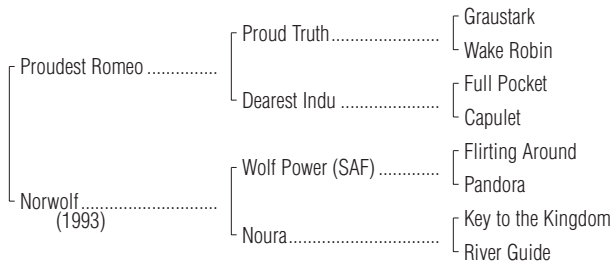 Graustark
Proud Truth......................
Wake Robin
Proudest Romeo ..............
Full Pocket
Dearest Indu ....................
Capulet
Flirting Around
Wolf Power (SAF) ............
Pandora
Norwolf...........................
(1993)
Key to the Kingdom
Noura..............................
River Guide